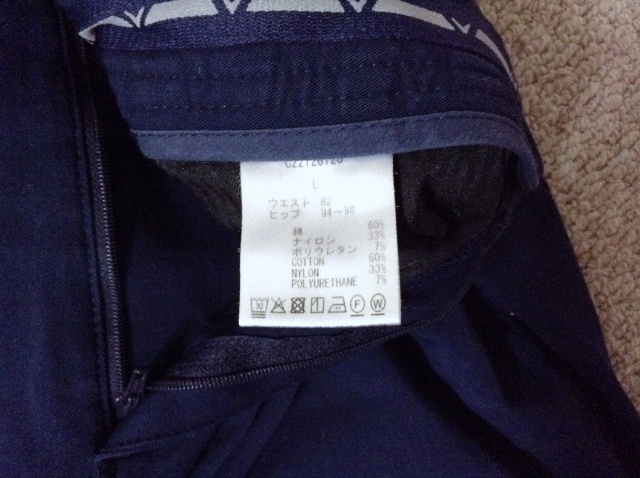 L
ウエスト 82
ヒップ 94～98
綿 60%
ナイロン 33%
ポリウレタン 7%
COTTON 60%
NYLON 33%
POLYURETHANE 7%
F W